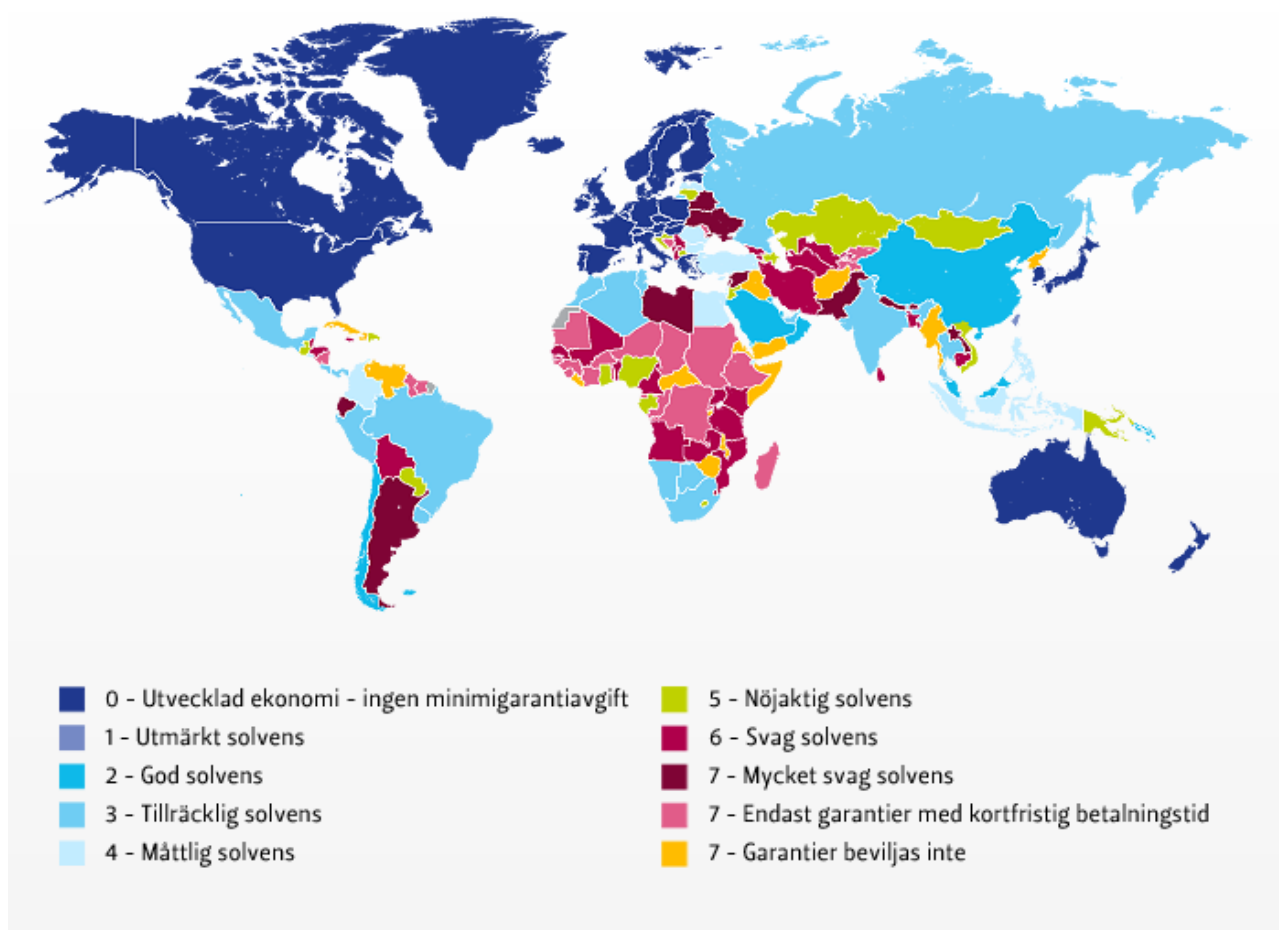 0 - Utvecklad ekonomi - ingen minimigarantiavgift
1 - Utmärkt solvens
2 - God solvens
3 - Tillräcklig solvens
4 - Måttlig solvens
5 - Nöjaktig solvens
6 - Svag solvens
7 - Mycket svag solvens
7 - Endast garantier med kortfristig betalningstid
7 - Garantier beviljas inte